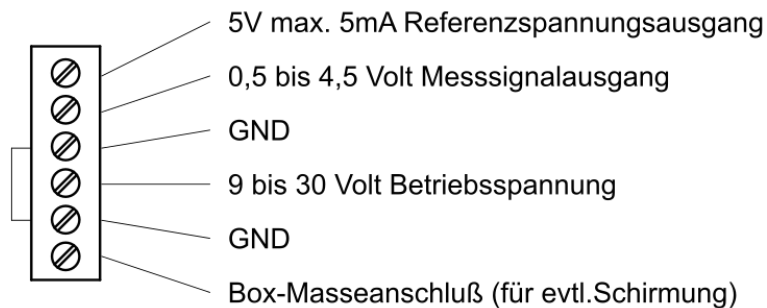 5V max. 5mA Referenzspannungsausgang
0,5 bis 4,5 Volt Messsignalausgang
GND
9 bis 30 Volt Betriebsspannung
GND
Box-Masseanschluß (für evtl.Schirmung)